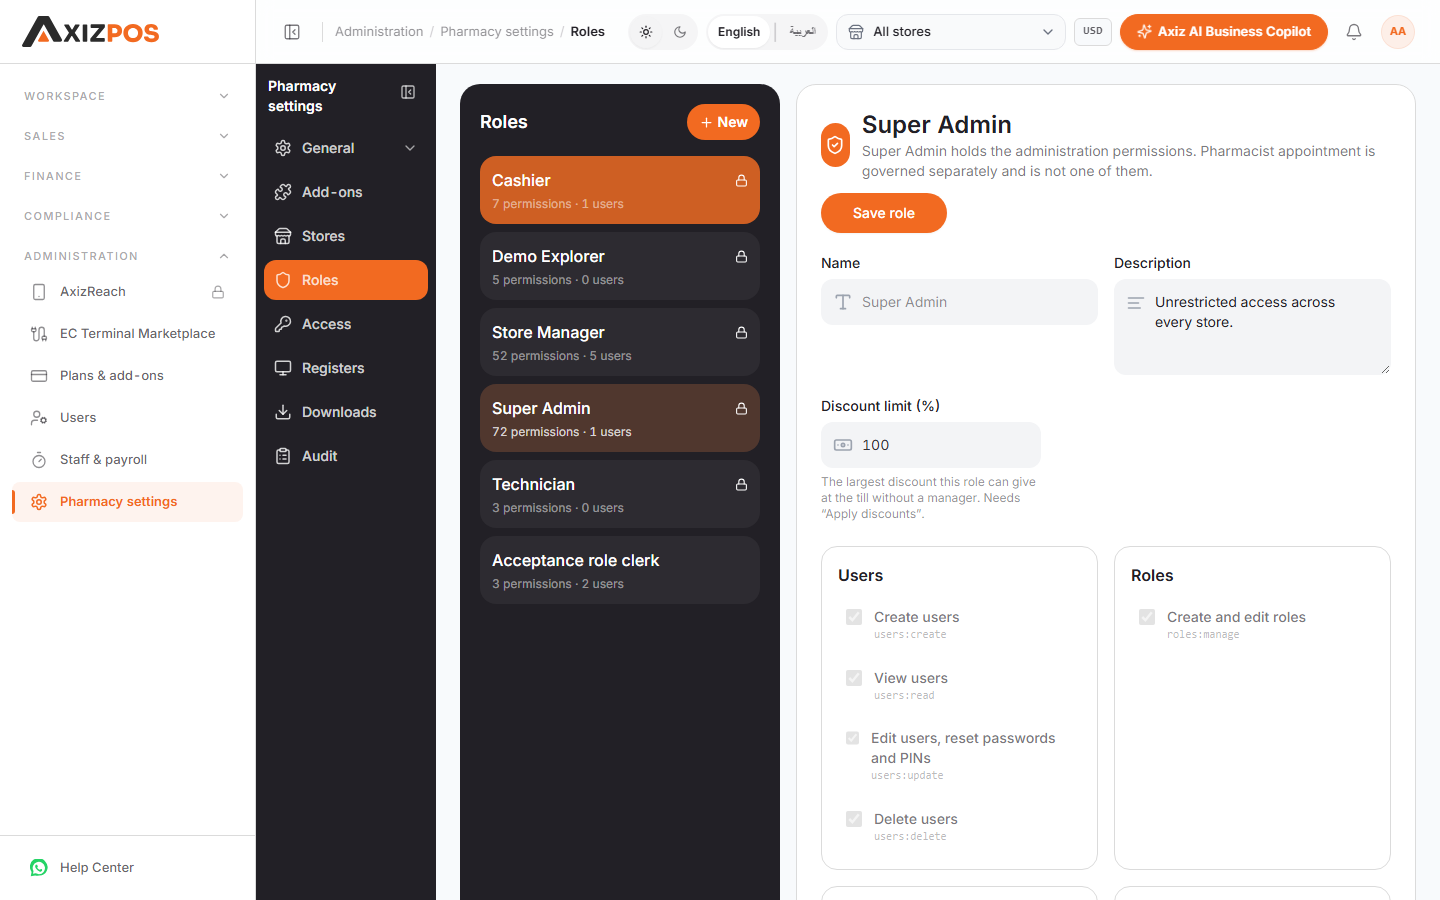 AXIZPOS
Administration / Pharmacy settings / Roles
English
العربية
All stores
USD
Axiz AI Business Copilot
AA
WORKSPACE
SALES
FINANCE
COMPLIANCE
ADMINISTRATION
AxizReach
EC Terminal Marketplace
Plans & add-ons
Users
Staff & payroll
Pharmacy settings
Help Center
Pharmacy
settings
General
Add-ons
Stores
Roles
Access
Registers
Downloads
Audit
Roles
+ New
Cashier
7 permissions · 1 users
Demo Explorer
5 permissions · 0 users
Store Manager
52 permissions · 5 users
Super Admin
72 permissions · 1 users
Technician
3 permissions · 0 users
Acceptance role clerk
3 permissions · 2 users
Super Admin
Super Admin holds the administration permissions. Pharmacist appointment is
governed separately and is not one of them.
Save role
Name
Super Admin
Description
Unrestricted access across
every store.
Discount limit (%)
100
The largest discount this role can give
at the till without a manager. Needs
“Apply discounts”.
Users
Create users
users:create
View users
users:read
Edit users, reset passwords
and PINs
users:update
Delete users
users:delete
Roles
Create and edit roles
roles:manage